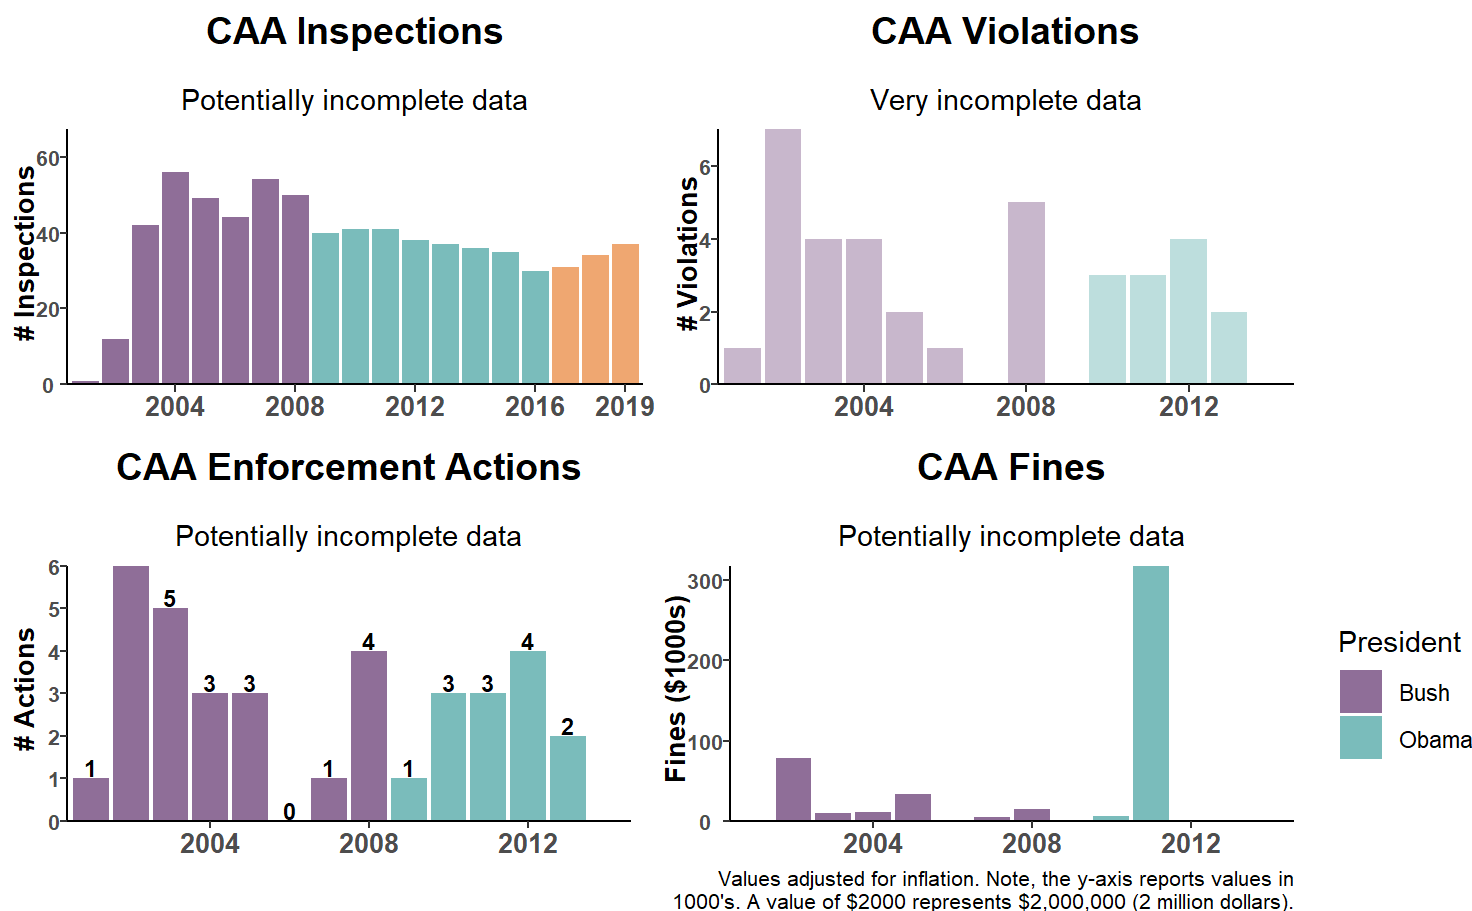 CAA Inspections
Potentially incomplete data
# Inspections
60
40
20
0
2004
2008
2012
2016
2019
CAA Violations
Very incomplete data
# Violations
6
4
2
0
2004
2008
2012
CAA Enforcement Actions
Potentially incomplete data
# Actions
6
5
4
3
2
1
0
1
5
3
3
0
1
4
1
3
3
4
2
2004
2008
2012
CAA Fines
Potentially incomplete data
Fines ($1000s)
300
200
100
0
2004
2008
2012
Values adjusted for inflation. Note, the y-axis reports values in
1000's. A value of $2000 represents $2,000,000 (2 million dollars).
President
Bush
Obama